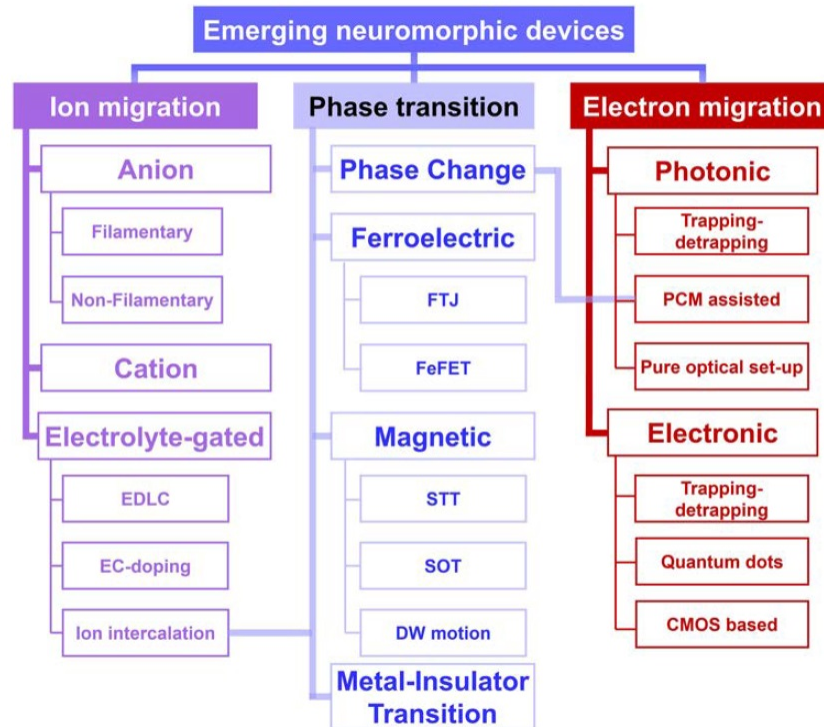 Emerging neuromorphic devices
Ion migration
Anion
Filamentary
Non-Filamentary
Cation
Electrolyte-gated
EDLC
EC-doping
Ion intercalation
Phase transition
Phase Change
Ferroelectric
FTJ
FeFET
Magnetic
STT
SOT
DW motion
Metal-Insulator
Transition
Electron migration
Photonic
Trapping-
detrapping
PCM assisted
Pure optical set-up
Electronic
Trapping-
detrapping
Quantum dots
CMOS based